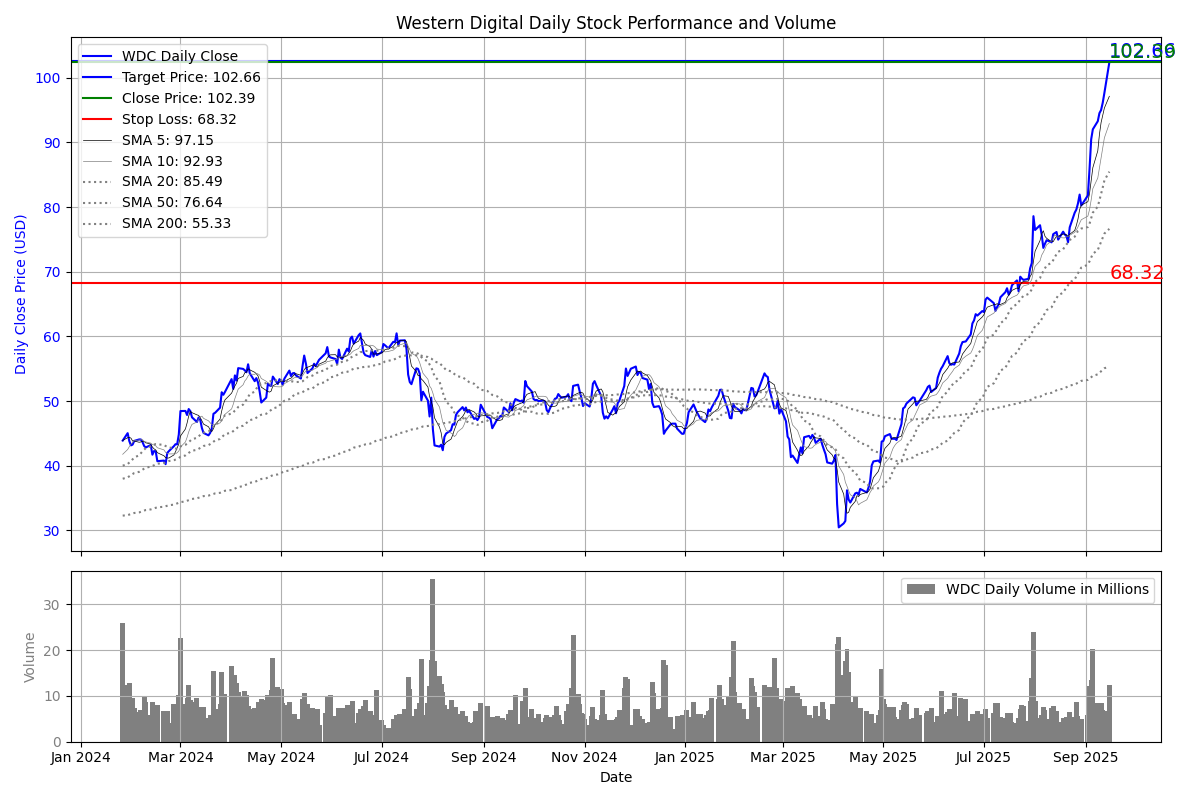 Western Digital Daily Stock Performance and Volume
WDC Daily Close
Target Price: 102.66
Close Price: 102.39
Stop Loss: 68.32
SMA 5: 97.15
SMA 10: 92.93
SMA 20: 85.49
SMA 50: 76.64
SMA 200: 55.33
102.66
102.39
68.32
Daily Close Price (USD)
100
90
80
70
60
50
40
30
WDC Daily Volume in Millions
Volume
30
20
10
0
Jan 2024 Mar 2024 May 2024 Jul 2024 Sep 2024 Nov 2024 Jan 2025 Mar 2025 May 2025 Jul 2025 Sep 2025
Date